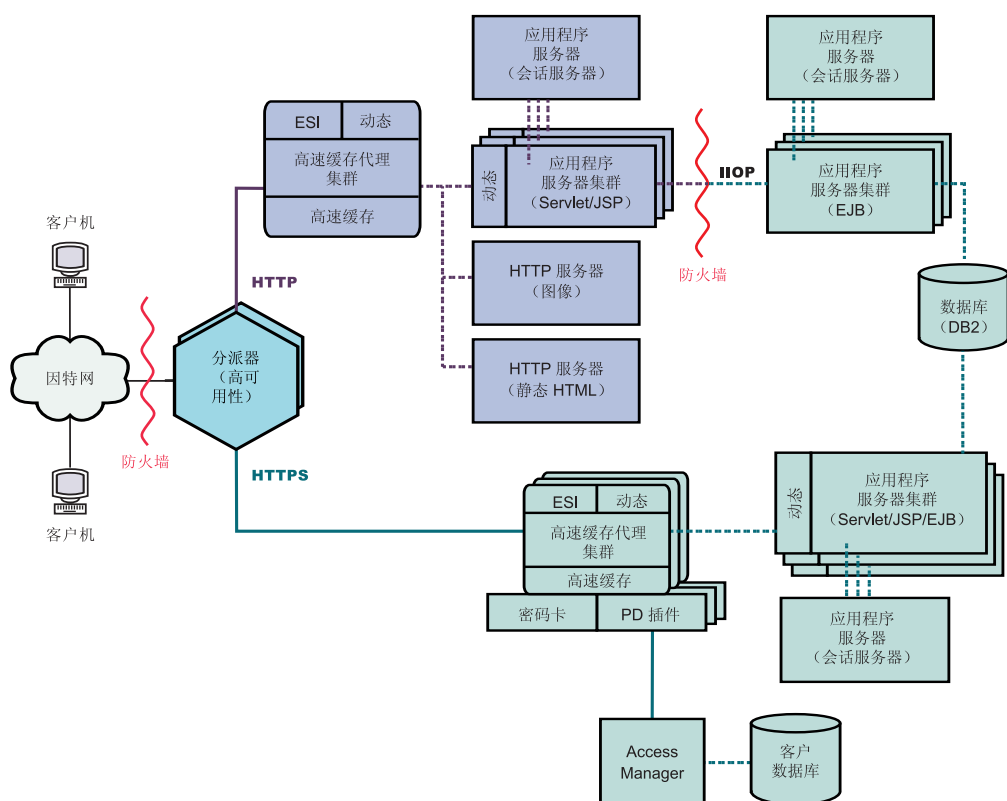 应用程序
服务器
（会话服务器）
应用程序
服务器
（会话服务器）
ESI
动态
高速缓存代理
集群
高速缓存
动态
应用程序
服务器集群
(Servlet/JSP)
IIOP
应用程序
服务器集群
(EJB)
防火墙
客户机
HTTP
HTTP 服务器
（图像）
数据库
(DB2)
因特网
分派器
（高可
用性）
HTTP 服务器
（静态 HTML）
防火墙
HTTPS
客户机
ESI
动态
高速缓存代理
集群
高速缓存
密码卡
PD 插件
动态
应用程序
服务器集群
(Servlet/JSP/EJB)
应用程序
服务器
（会话服务器）
Access
Manager
客户
数据库